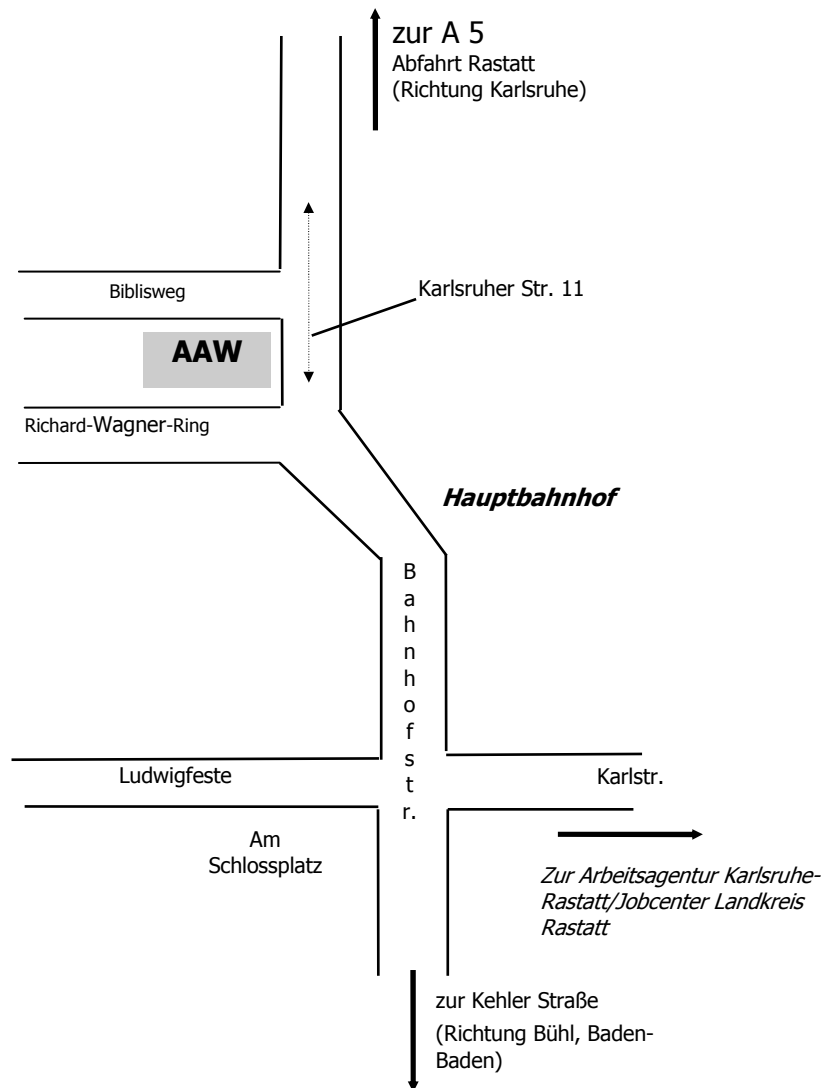 zur A 5
Abfahrt Rastatt
(Richtung Karlsruhe)
Karlsruher Str. 11
Biblisweg
AAW
Richard-Wagner-Ring
Hauptbahnhof
Bahnhofstr.
Ludwigfeste
Karlstr.
Am
Schlossplatz
Zur Arbeitsagentur Karlsruhe-
Rastatt/Jobcenter Landkreis
Rastatt
zur Kehler Straße
(Richtung Bühl, Baden-
Baden)